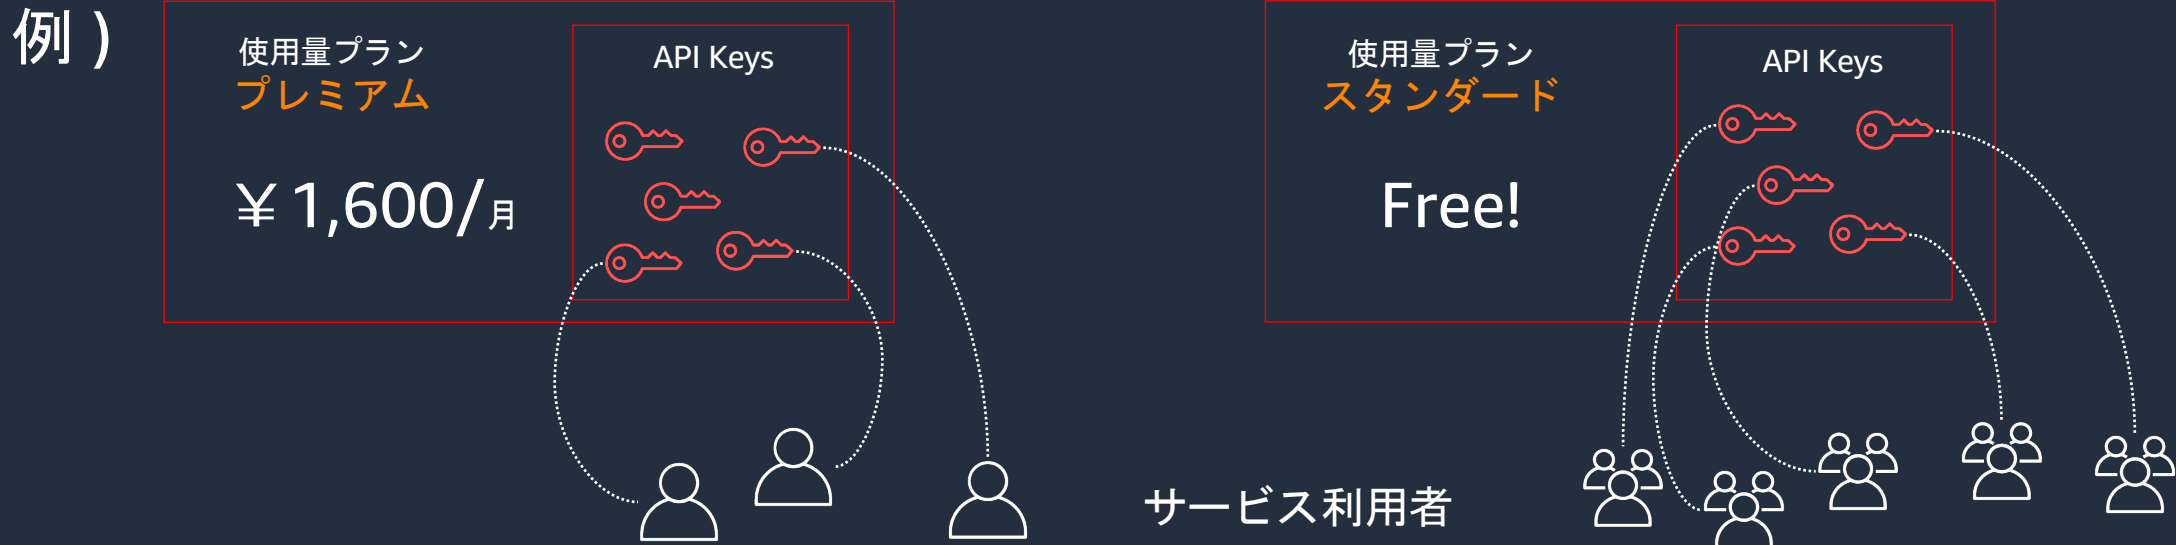 例）
使用量プラン
プレミアム
￥1,600/月
API Keys
使用量プラン
スタンダード
Free!
API Keys
サービス利用者